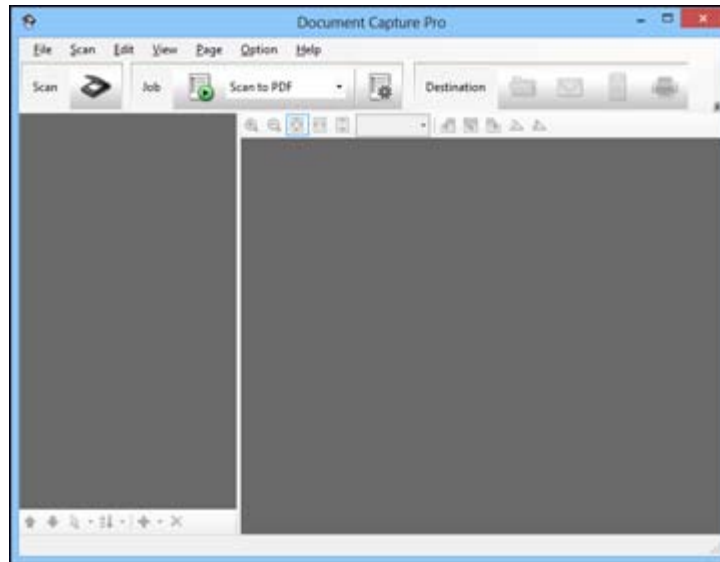 Document Capture Pro
File Scan Edit View Page Option Help
Scan Job Scan to PDF Destination